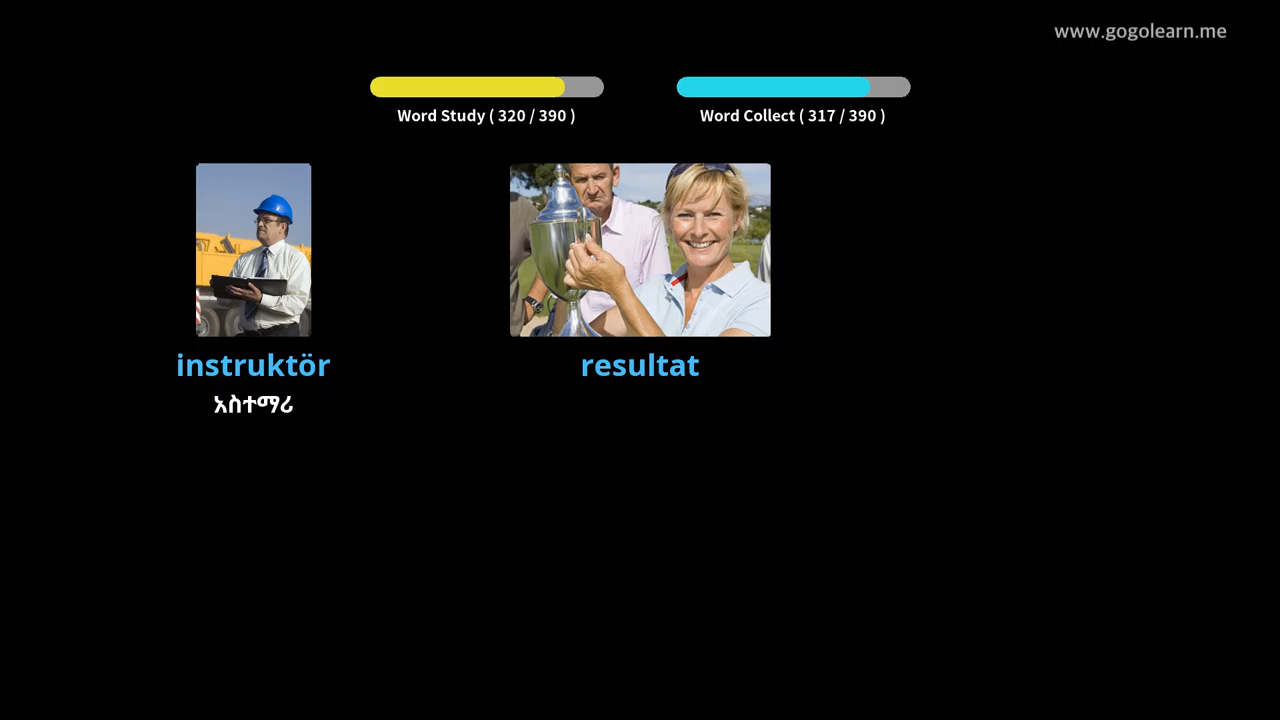 www.gogolearn.me
Word Study ( 320 / 390 )
Word Collect ( 317 / 390 )
instruktör
አስተማሪ
resultat